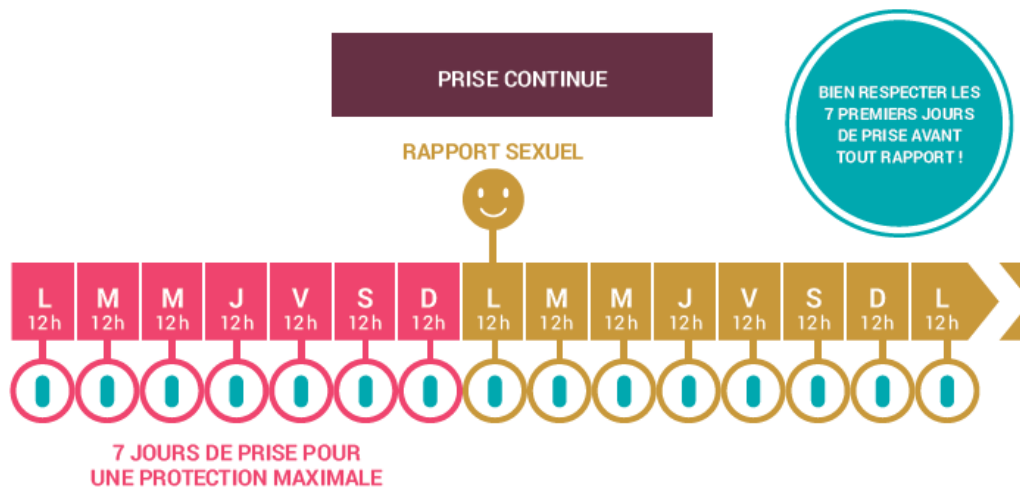 PRISE CONTINUE
BIEN RESPECTER LES
7 PREMIERS JOURS
DE PRISE AVANT
TOUT RAPPORT !
RAPPORT SEXUEL
L M M J V S D L M M J V S D L
12h 12h 12h 12h 12h 12h 12h 12h 12h 12h 12h 12h 12h 12h 12h
7 JOURS DE PRISE POUR
UNE PROTECTION MAXIMALE